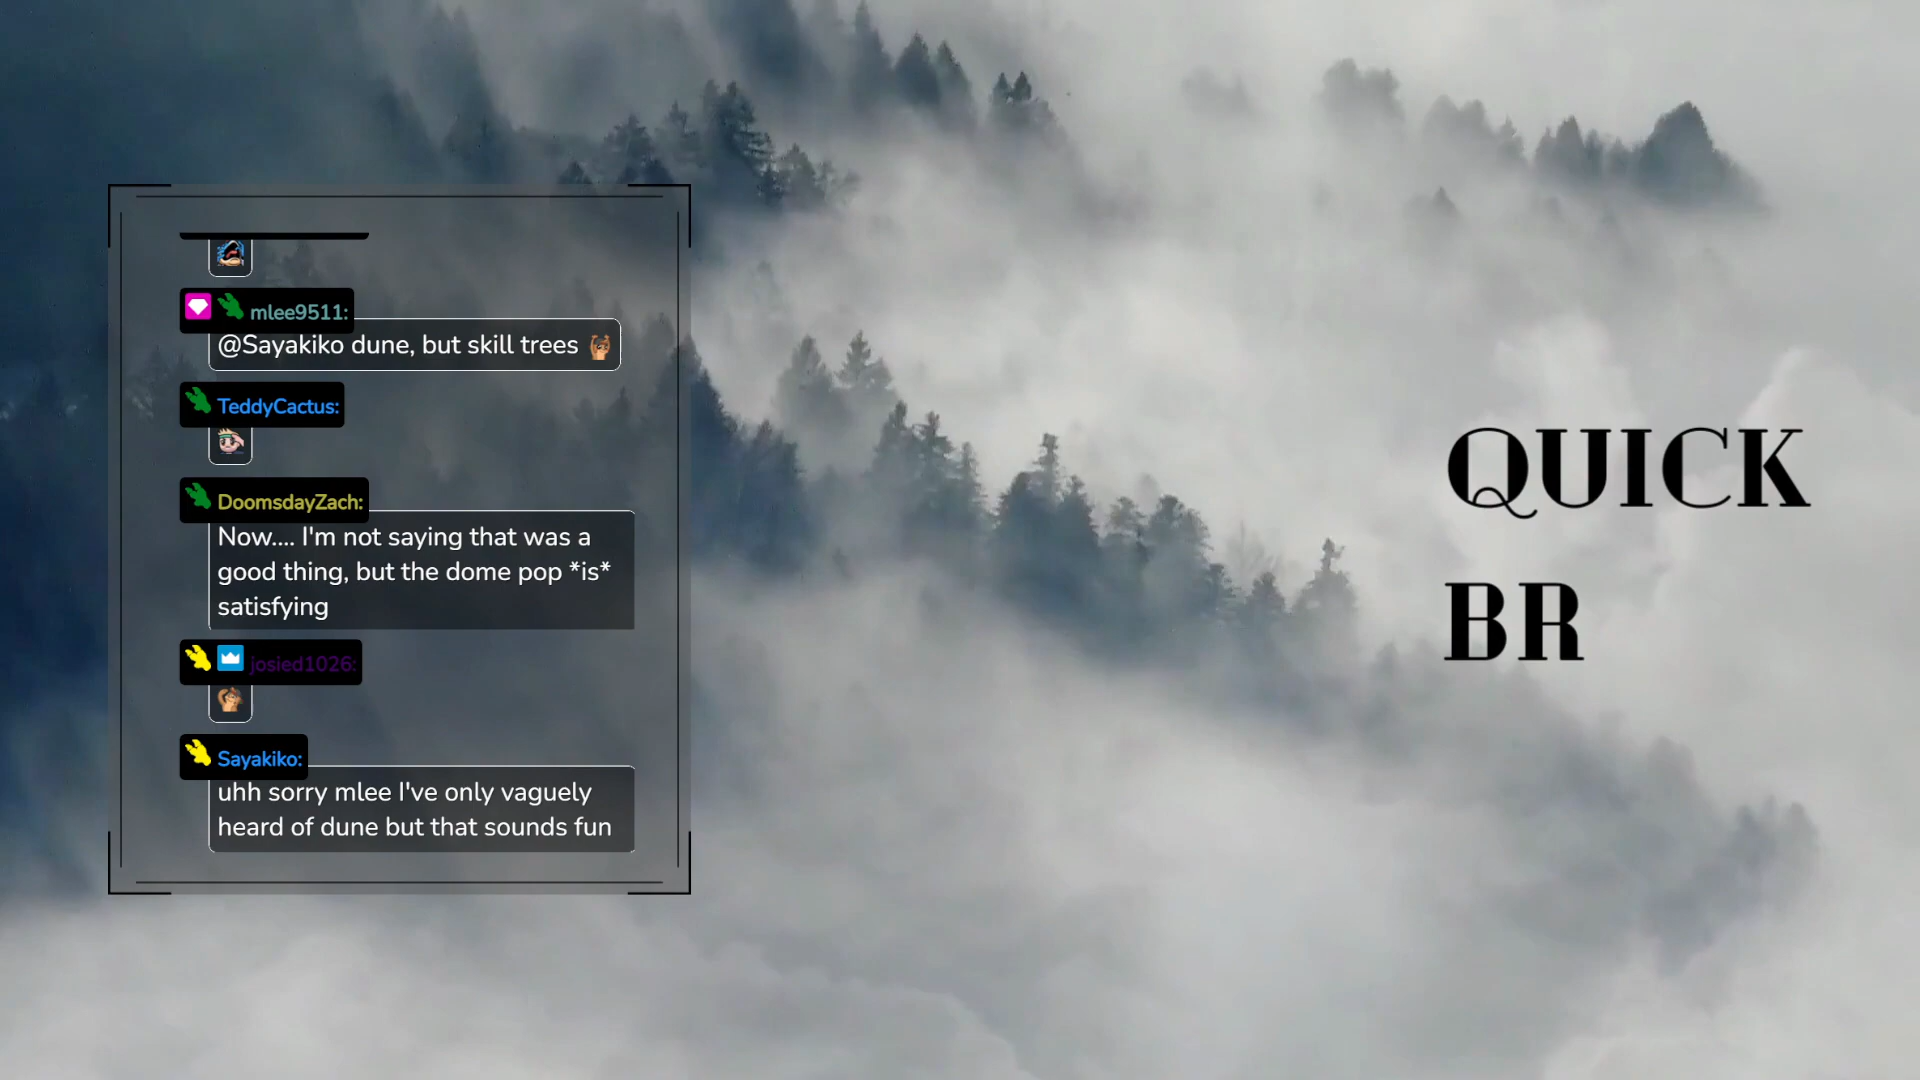 mlee9511:
@Sayakiko dune, but skill trees
TeddyCactus:
DoomsdayZach:
Now.... I'm not saying that was a
good thing, but the dome pop *is*
satisfying
josied1026:
Sayakiko:
uhh sorry mlee I've only vaguely
heard of dune but that sounds fun
QUICK
BR